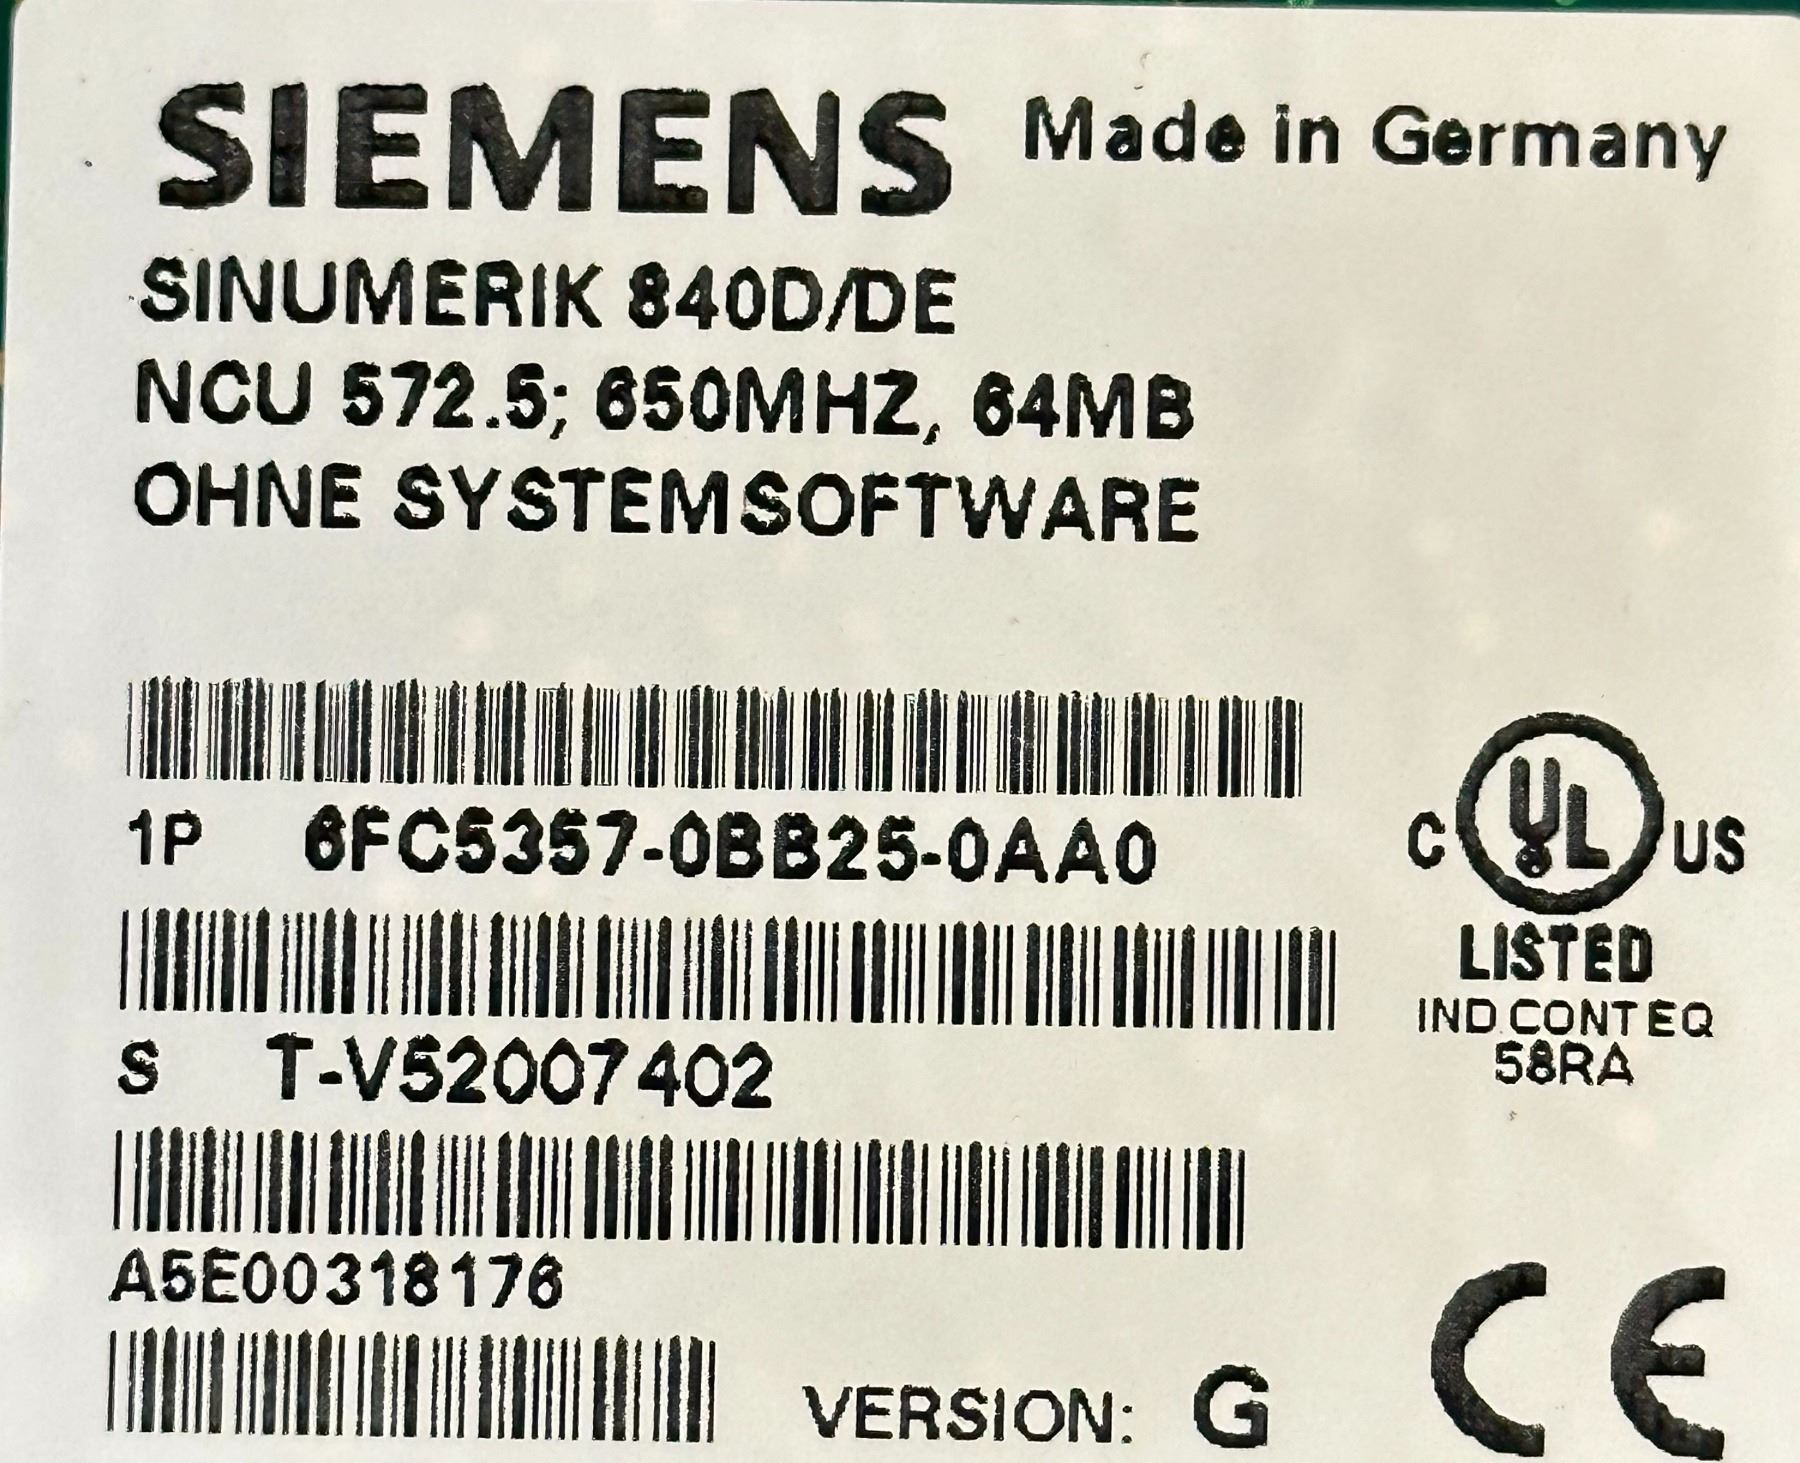 SIEMENS Made in Germany
SINUMERIK 840D/DE
NCU 572.5; 650MHZ, 64MB
OHNE SYSTEMSOFTWARE
1P 6FC5357-0BB25-0AA0
C UL US
LISTED
IND.CONT.EQ
58RA
S T-V52007402
A5E00318176
VERSION: G
CE